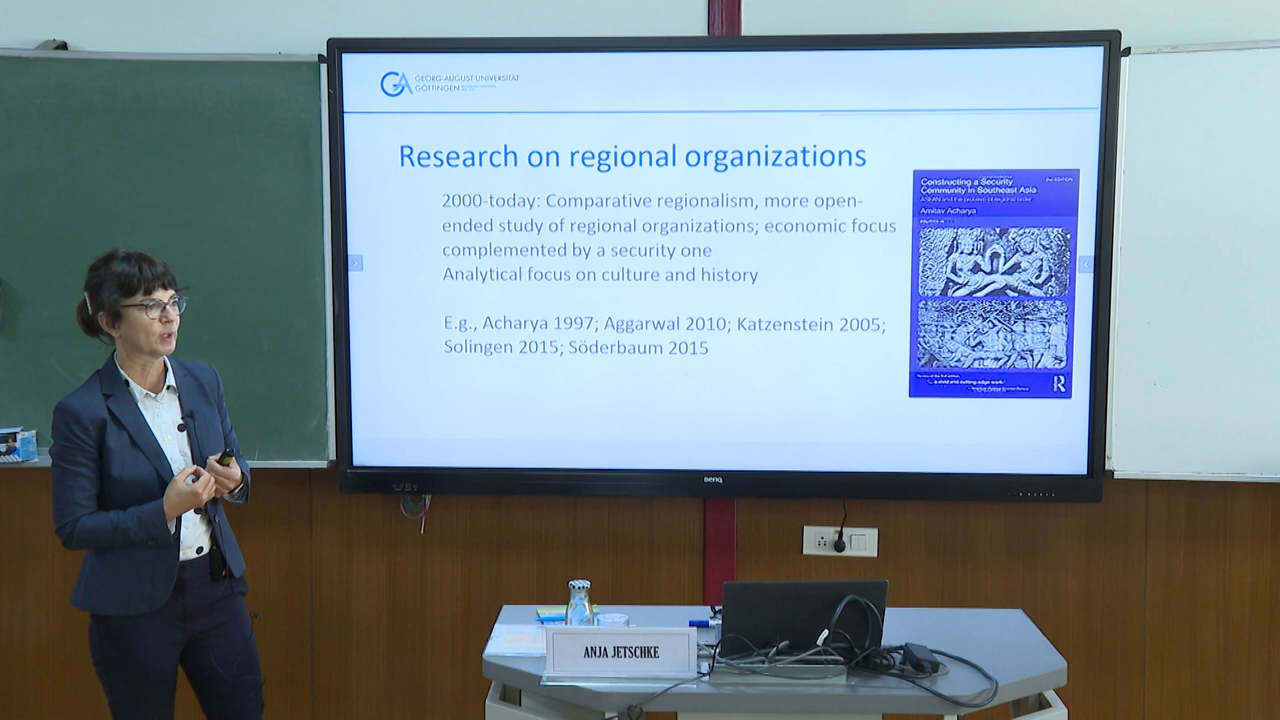 GEORG-AUGUST-UNIVERSITÄT
GÖTTINGEN
Research on regional organizations
2000-today: Comparative regionalism, more open-
ended study of regional organizations; economic focus
complemented by a security one
Analytical focus on culture and history
E.g., Acharya 1997; Aggarwal 2010; Katzenstein 2005;
Solingen 2015; Söderbaum 2015
Constructing a Security
Community in Southeast Asia
ASEAN and the problem of regional order
Amitav Acharya
R
BenQ
ANJA JETSCHKE